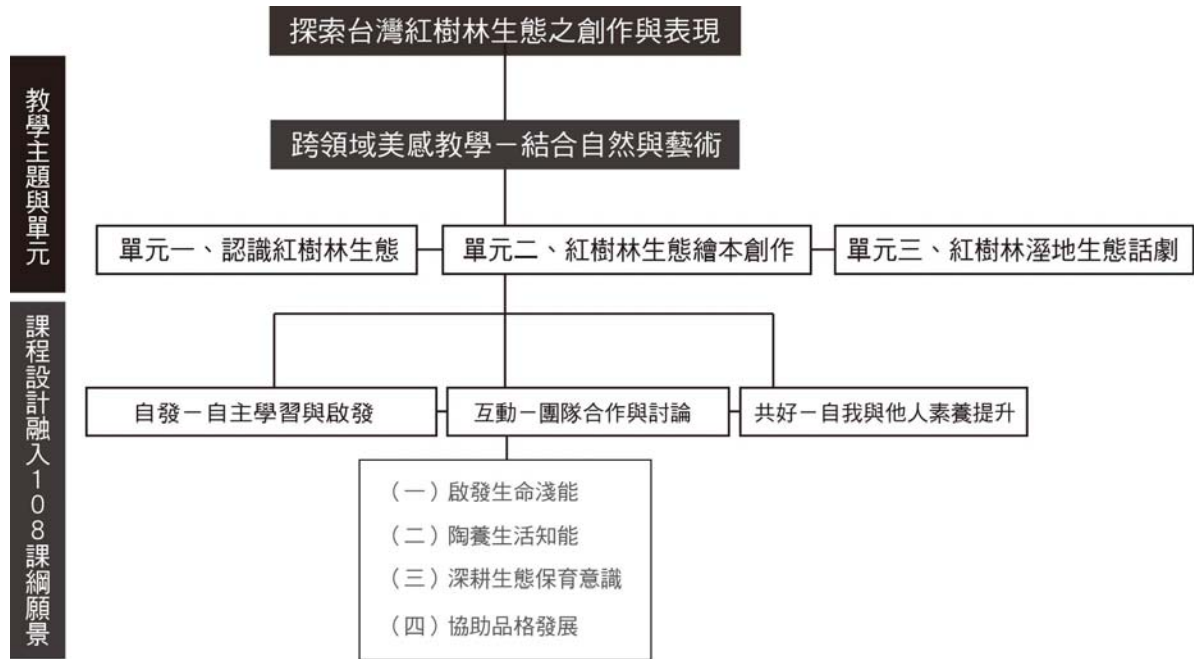 探索台灣紅樹林生態之創作與表現
教學主題與單元
跨領域美感教學－結合自然與藝術
單元一、認識紅樹林生態
單元二、紅樹林生態繪本創作
單元三、紅樹林溼地生態話劇
課程設計融入108課綱願景
自發－自主學習與啟發
互動－團隊合作與討論
共好－自我與他人素養提升
（一）啟發生命淺能
（二）陶養生活知能
（三）深耕生態保育意識
（四）協助品格發展